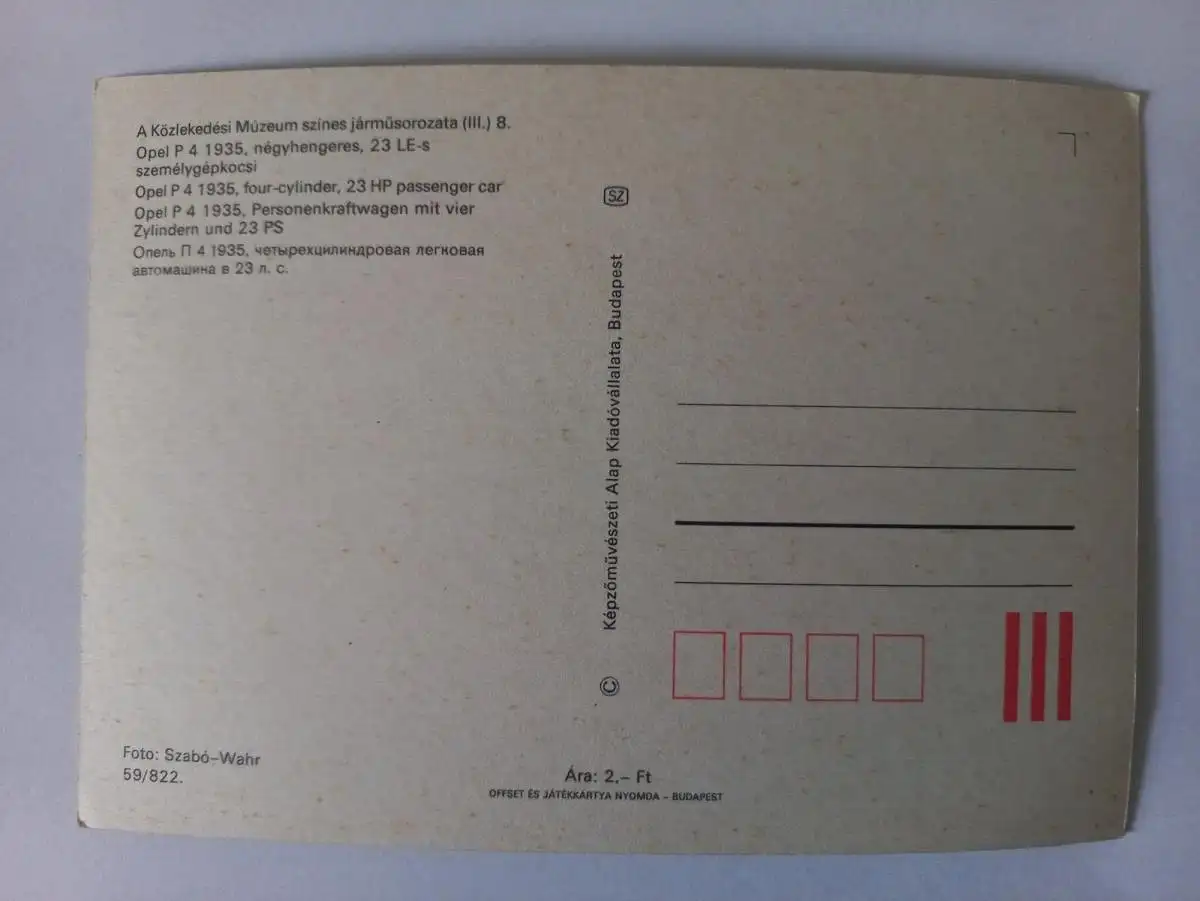 A Közlekedési Múzeum színes járműsorozata (III.) 8.
Opel P 4 1935, négyhengeres, 23 LE-s
személygépkocsi
Opel P 4 1935, four-cylinder, 23 HP passenger car
Opel P 4 1935, Personenkraftwagen mit vier
Zylindern und 23 PS
Опель П 4 1935, четырехцилиндровая легковая
автомашина в 23 л. с.
SZ
© Képzőművészeti Alap Kiadóvállalata, Budapest
Foto: Szabó–Wahr
59/822.
Ára: 2,– Ft
OFFSET ÉS JÁTÉKKÁRTYA NYOMDA – BUDAPEST